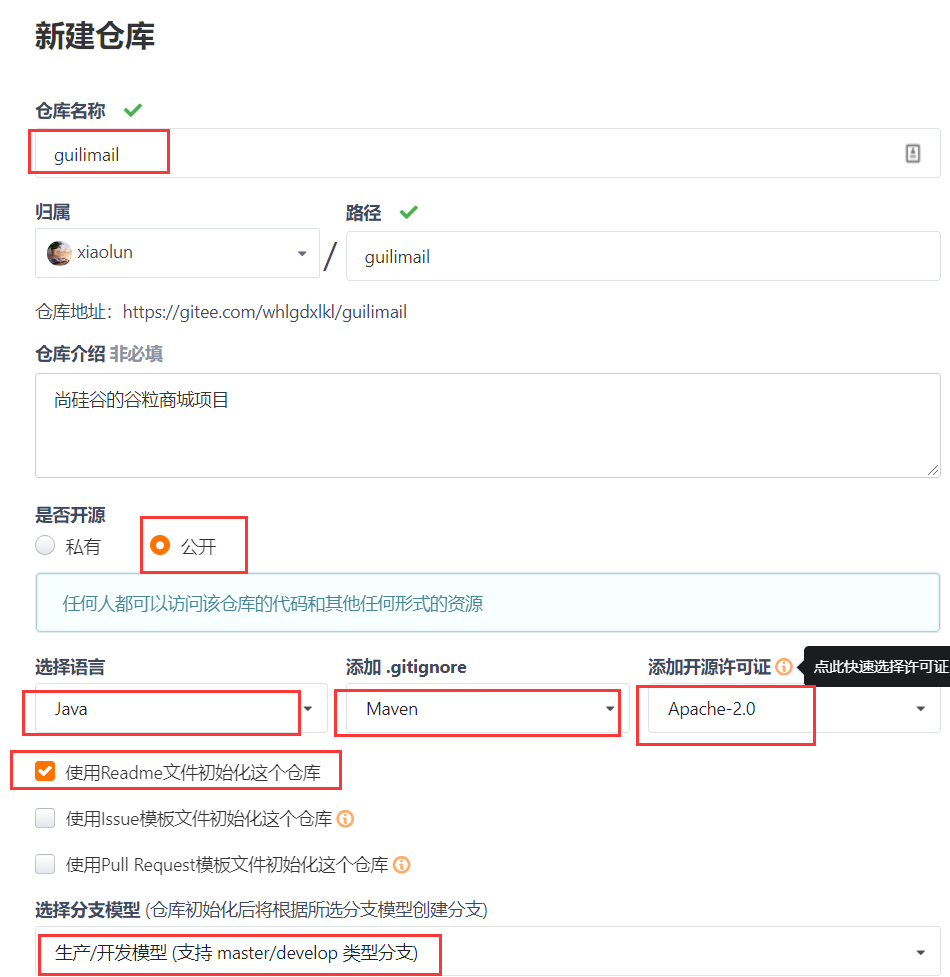 新建仓库
仓库名称
guilimail
归属
路径
xiaolun
/
guilimail
仓库地址：https://gitee.com/whlgdxlkl/guilimail
仓库介绍 非必填
尚硅谷的谷粒商城项目
是否开源
私有
公开
任何人都可以访问该仓库的代码和其他任何形式的资源
选择语言
添加 .gitignore
添加开源许可证
点此快速选择许可证
Java
Maven
Apache-2.0
使用Readme文件初始化这个仓库
使用Issue模板文件初始化这个仓库
使用Pull Request模板文件初始化这个仓库
选择分支模型 (仓库初始化后将根据所选分支模型创建分支)
生产/开发模型 (支持 master/develop 类型分支)